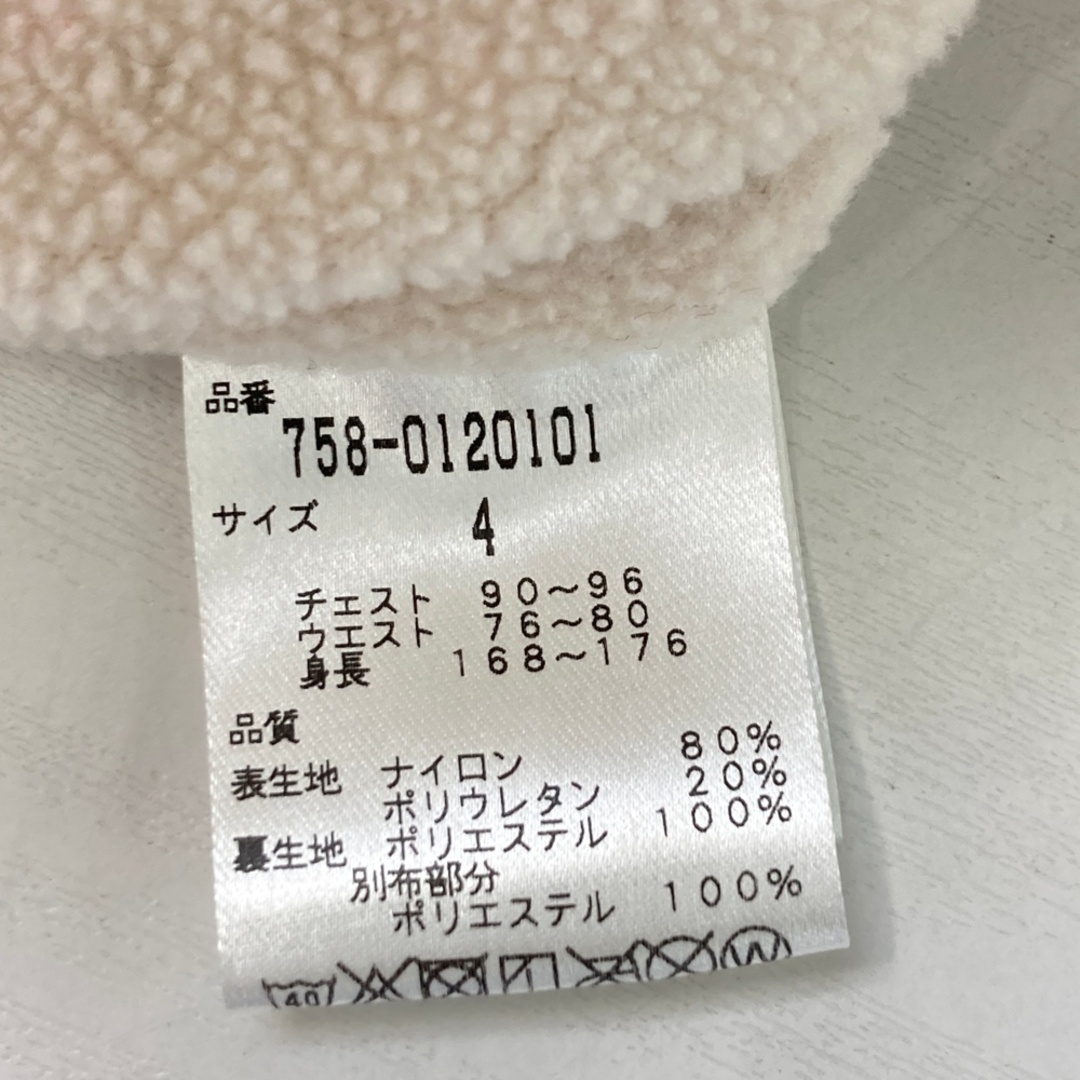 品番
758-0120101
サイズ 4
チェスト 90~96
ウエスト 76~80
身長 168~176
品質
表生地 ナイロン 80%
ポリウレタン 20%
裏生地 ポリエステル 100%
別布部分
ポリエステル 100%
40
W